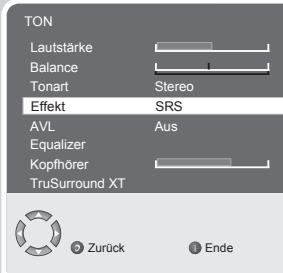 TON
Lautstärke
Balance
Tonart Stereo
Effekt SRS
AVL Aus
Equalizer
Kopfhörer
TruSurround XT
Zurück Ende